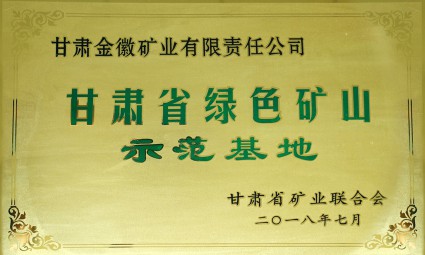 甘肃金徽矿业有限责任公司
甘肃省绿色矿山
示范基地
甘肃省矿业联合会
二〇一八年七月